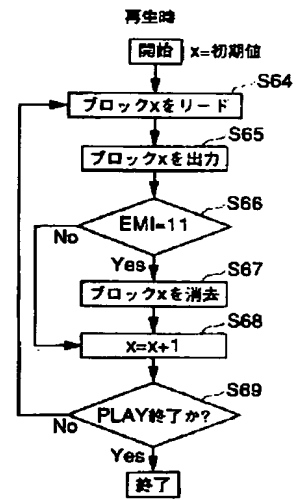 再生時
開始 x=初期値
S64
ブロックxをリード
S65
ブロックxを出力
S66
EMI=11
No
Yes
S67
ブロックxを消去
S68
x=x+1
S69
PLAY終了か?
No
Yes
終了